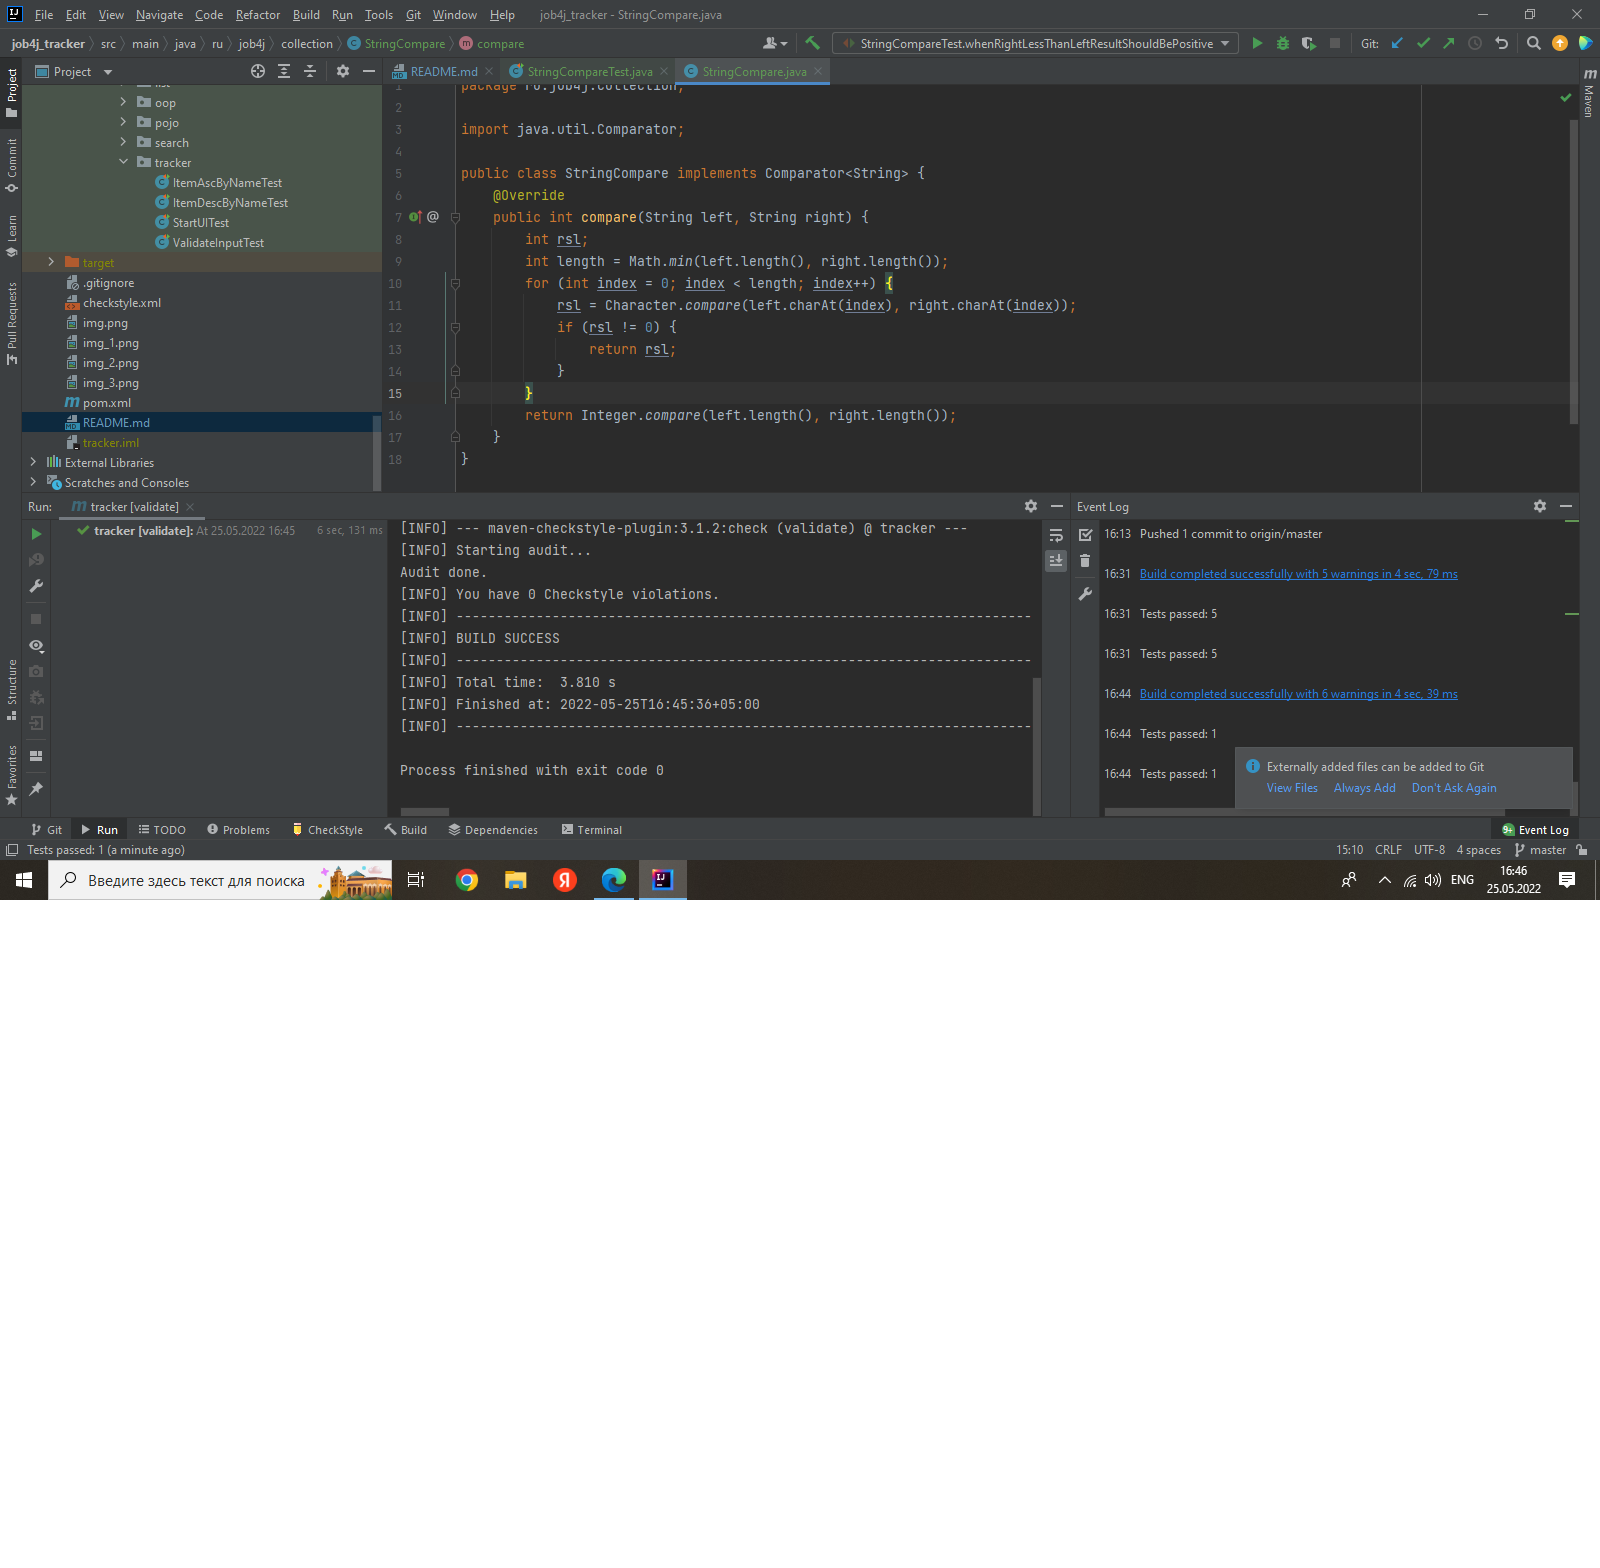 File Edit View Navigate Code Refactor Build Run Tools Git Window Help job4j_tracker - StringCompare.java
job4j_tracker src main java ru job4j collection StringCompare compare
StringCompareTest.whenRightLessThanLeftResultShouldBePositive Git:
Project
README.md StringCompareTest.java StringCompare.java
Project
Commit
Learn
Pull Requests
Structure
Favorites
Maven
list
oop
pojo
search
tracker
ItemAscByNameTest
ItemDescByNameTest
StartUITest
ValidateInputTest
target
.gitignore
checkstyle.xml
img.png
img_1.png
img_2.png
img_3.png
pom.xml
README.md
tracker.iml
External Libraries
Scratches and Consoles
1 package ru.job4j.collection;
2
3 import java.util.Comparator;
4
5 public class StringCompare implements Comparator<String> {
6 @Override
7 @ public int compare(String left, String right) {
8 int rsl;
9 int length = Math.min(left.length(), right.length());
10 for (int index = 0; index < length; index++) {
11 rsl = Character.compare(left.charAt(index), right.charAt(index));
12 if (rsl != 0) {
13 return rsl;
14 }
15 }
16 return Integer.compare(left.length(), right.length());
17 }
18 }
Run: tracker [validate]
tracker [validate]: At 25.05.2022 16:45 6 sec, 131 ms
[INFO] --- maven-checkstyle-plugin:3.1.2:check (validate) @ tracker ---
[INFO] Starting audit...
Audit done.
[INFO] You have 0 Checkstyle violations.
[INFO] ------------------------------------------------------------------------
[INFO] BUILD SUCCESS
[INFO] ------------------------------------------------------------------------
[INFO] Total time:  3.810 s
[INFO] Finished at: 2022-05-25T16:45:36+05:00
[INFO] ------------------------------------------------------------------------
Process finished with exit code 0
Event Log
16:13 Pushed 1 commit to origin/master
16:31 Build completed successfully with 5 warnings in 4 sec, 79 ms
16:31 Tests passed: 5
16:31 Tests passed: 5
16:44 Build completed successfully with 6 warnings in 4 sec, 39 ms
16:44 Tests passed: 1
16:44 Tests passed: 1
Externally added files can be added to Git
View Files Always Add Don't Ask Again
Git Run TODO Problems CheckStyle Build Dependencies Terminal 9+ Event Log
Tests passed: 1 (a minute ago) 15:10 CRLF UTF-8 4 spaces master
Введите здесь текст для поиска
Я
ENG
16:46
25.05.2022